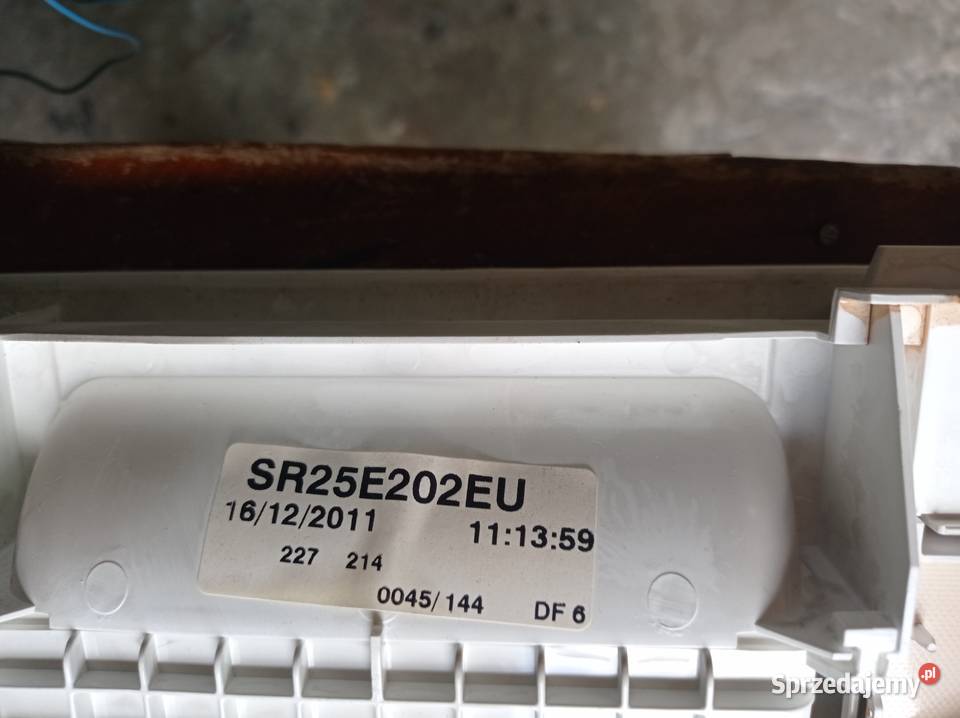 SR25E202EU
16/12/2011 11:13:59
227 214
0045/144 DF 6
Sprzedajemy.pl